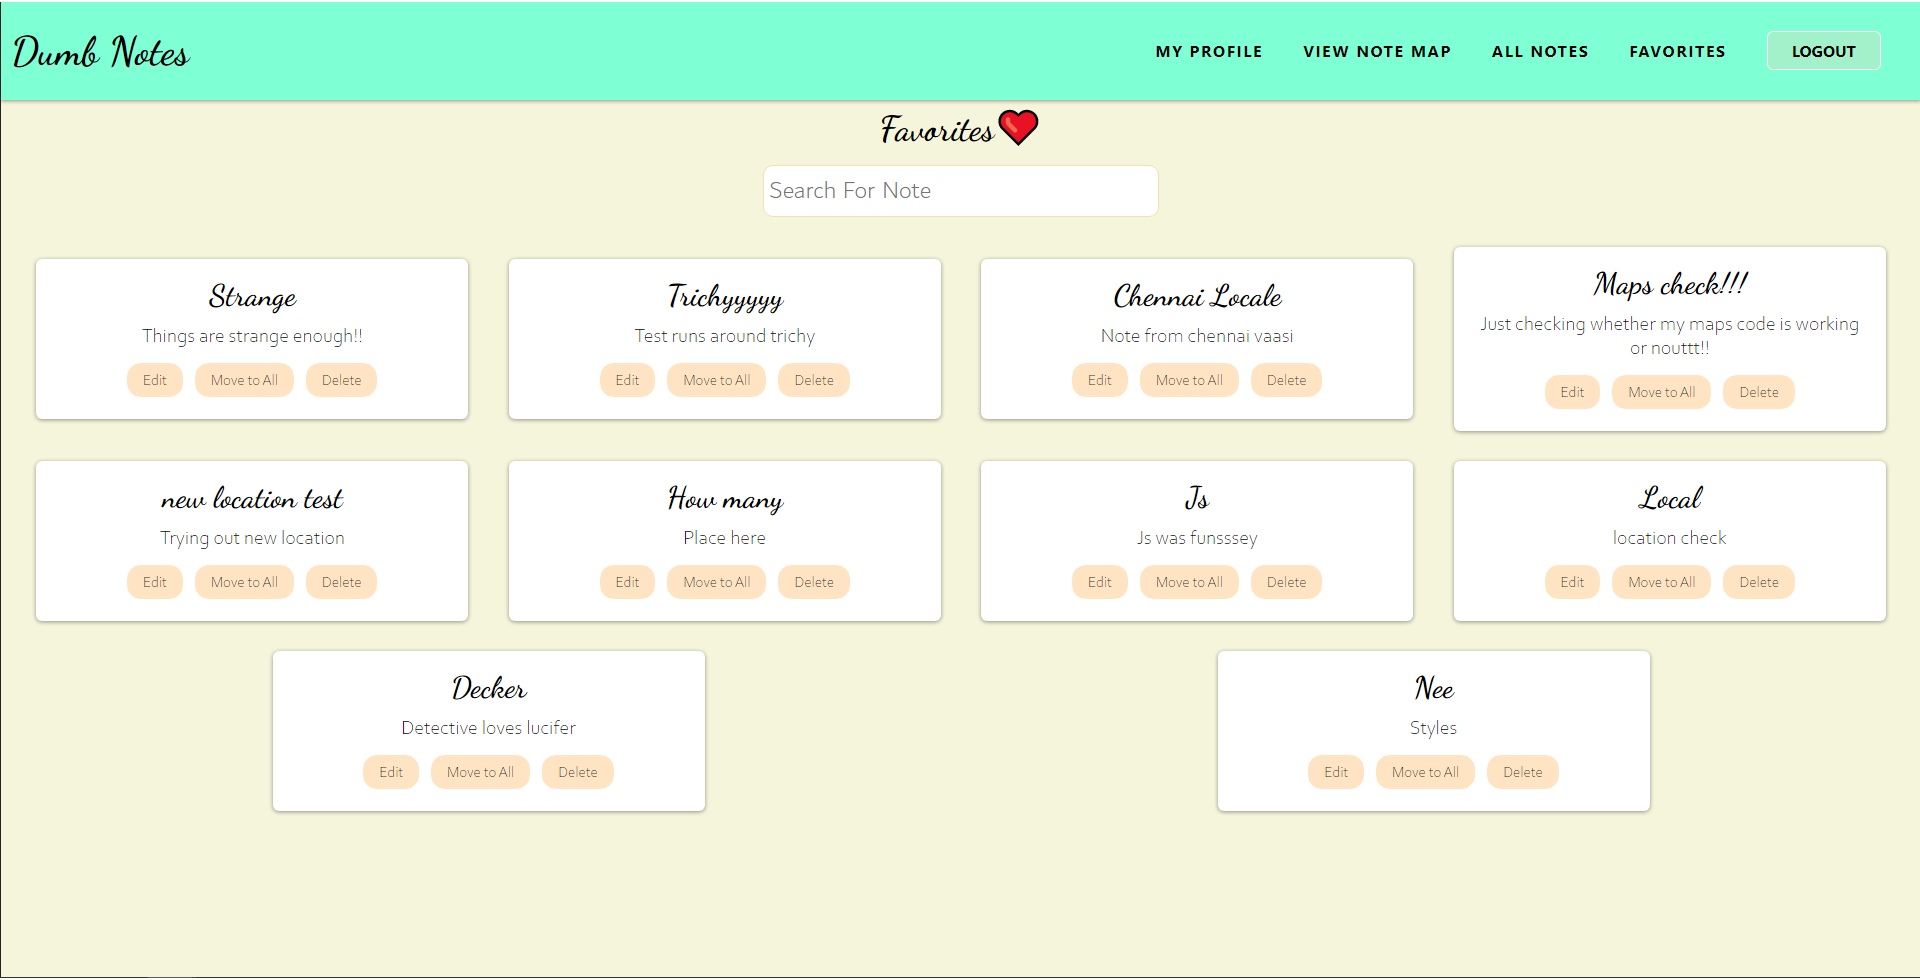 Dumb Notes
MY PROFILE
VIEW NOTE MAP
ALL NOTES
FAVORITES
LOGOUT
Favorites
Search For Note
Strange
Things are strange enough!!
Edit Move to All Delete
Trichyyyyy
Test runs around trichy
Edit Move to All Delete
Chennai Locale
Note from chennai vaasi
Edit Move to All Delete
Maps check!!!
Just checking whether my maps code is working
or nouttt!!
Edit Move to All Delete
new location test
Trying out new location
Edit Move to All Delete
How many
Place here
Edit Move to All Delete
Js
Js was funsssey
Edit Move to All Delete
Local
location check
Edit Move to All Delete
Decker
Detective loves lucifer
Edit Move to All Delete
Nee
Styles
Edit Move to All Delete